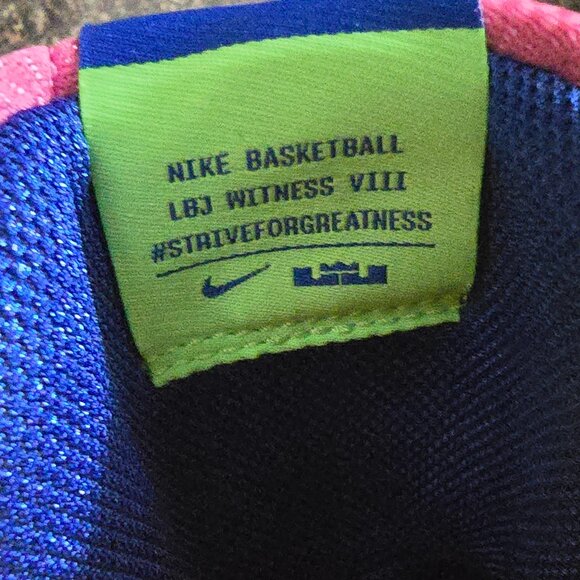 NIKE BASKETBALL
LBJ WITNESS VIII
#STRIVEFORGREATNESS